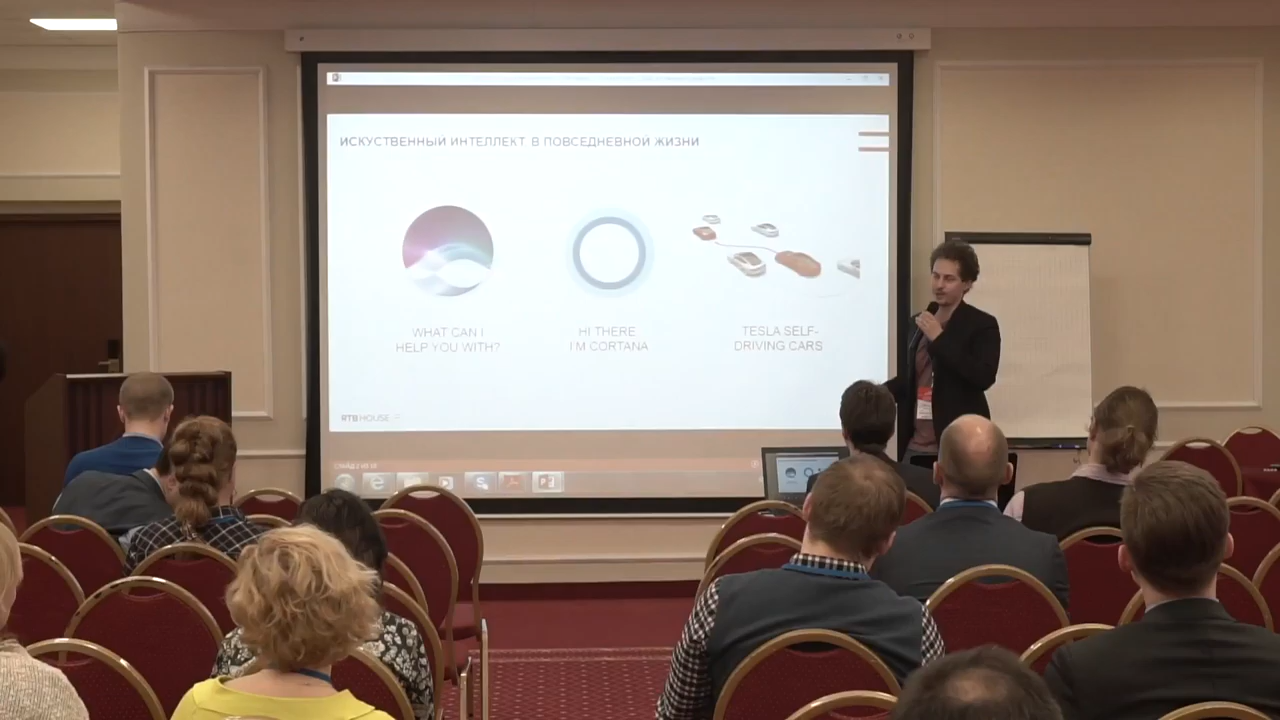 ИСКУСТВЕННЫЙ ИНТЕЛЛЕКТ В ПОВСЕДНЕВНОЙ ЖИЗНИ
WHAT CAN I
HELP YOU WITH?
HI THERE
I'M CORTANA
TESLA SELF-
DRIVING CARS
RTB HOUSE